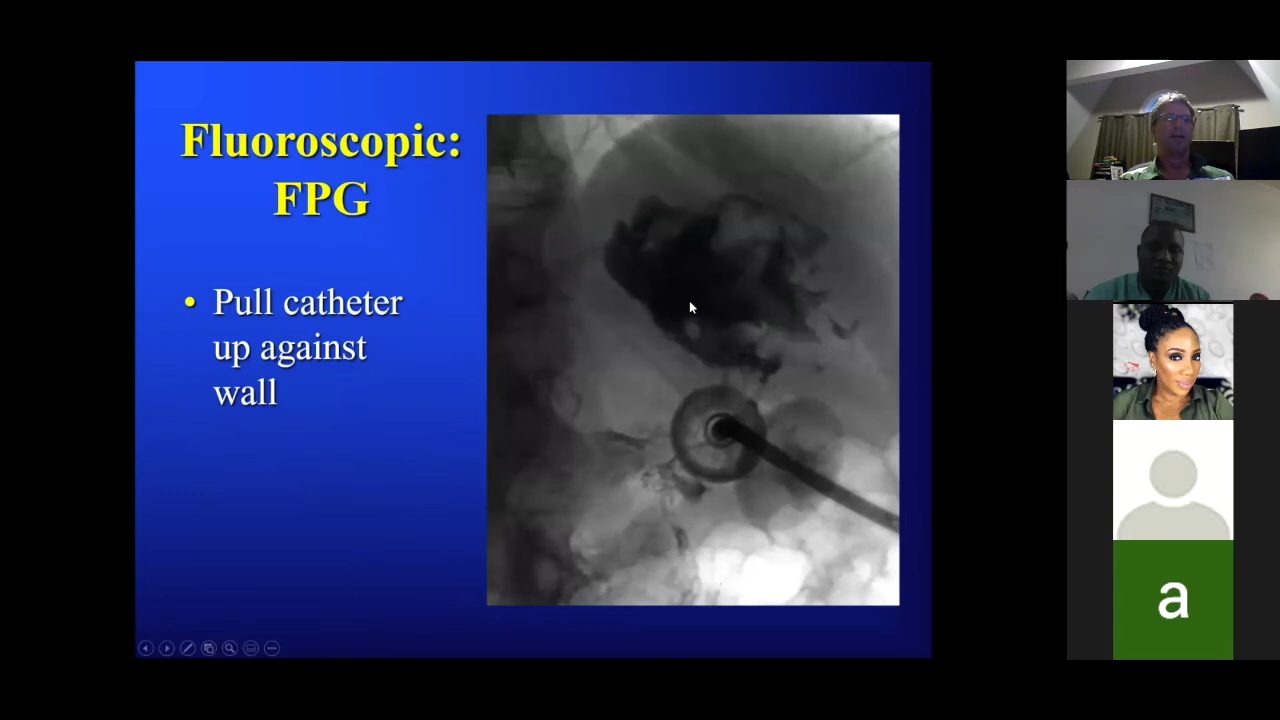 Fluoroscopic:
FPG
• Pull catheter
up against
wall
a